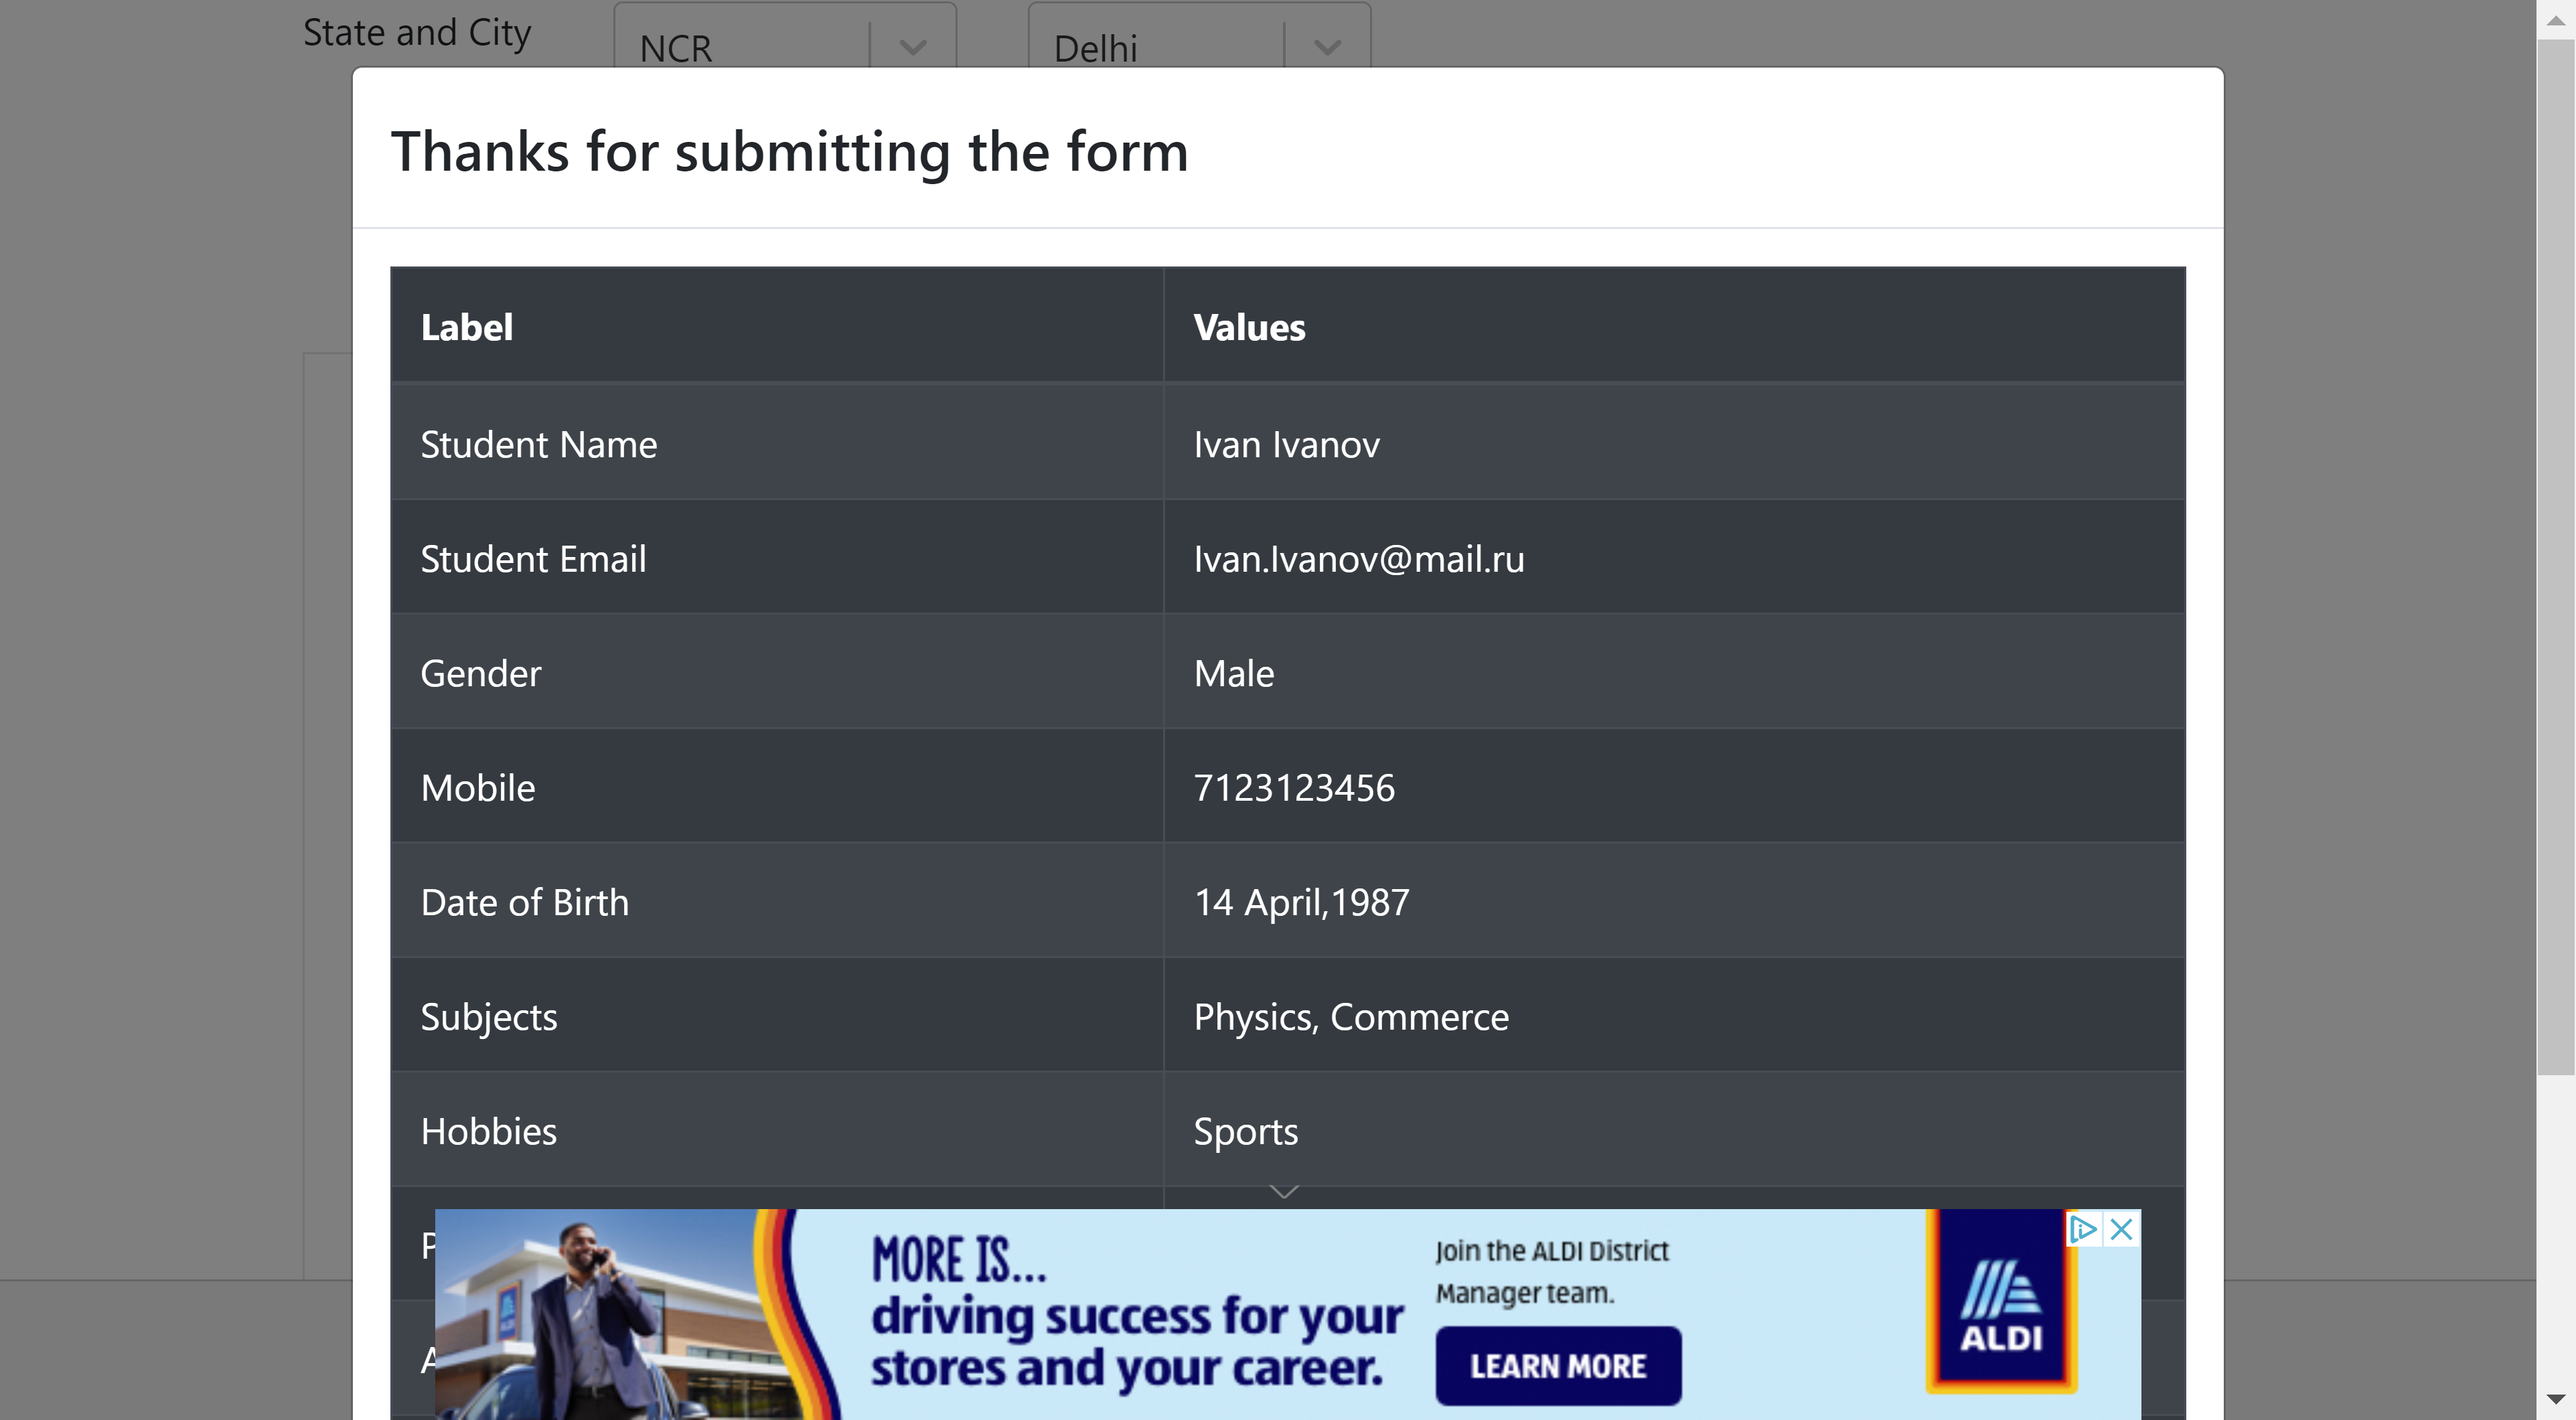 State and City NCR Delhi
Thanks for submitting the form
Label Values
Student Name Ivan Ivanov
Student Email Ivan.Ivanov@mail.ru
Gender Male
Mobile 7123123456
Date of Birth 14 April,1987
Subjects Physics, Commerce
Hobbies Sports
MORE IS...
driving success for your
stores and your career.
Join the ALDI District
Manager team.
LEARN MORE
ALDI